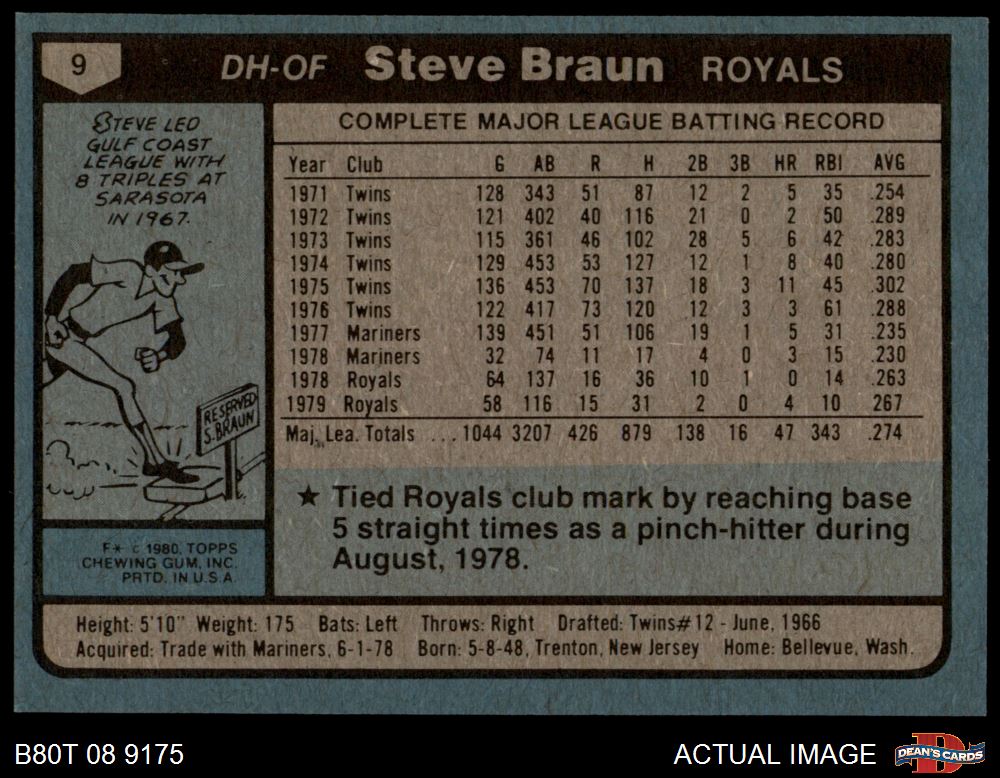 9 DH-OF Steve Braun ROYALS
STEVE LED
GULF COAST
LEAGUE WITH
8 TRIPLES AT
SARASOTA
IN 1967.
RESERVED
S. BRAUN
F* © 1980, TOPPS
CHEWING GUM, INC.
PRTD. IN U.S.A.
COMPLETE MAJOR LEAGUE BATTING RECORD
Year Club G AB R H 2B 3B HR RBI AVG
1971 Twins 128 343 51 87 12 2 5 35 .254
1972 Twins 121 402 40 116 21 0 2 50 .289
1973 Twins 115 361 46 102 28 5 6 42 .283
1974 Twins 129 453 53 127 12 1 8 40 .280
1975 Twins 136 453 70 137 18 3 11 45 .302
1976 Twins 122 417 73 120 12 3 3 61 .288
1977 Mariners 139 451 51 106 19 1 5 31 .235
1978 Mariners 32 74 11 17 4 0 3 15 .230
1978 Royals 64 137 16 36 10 1 0 14 .263
1979 Royals 58 116 15 31 2 0 4 10 .267
Maj. Lea. Totals ... 1044 3207 426 879 138 16 47 343 .274
★ Tied Royals club mark by reaching base
5 straight times as a pinch-hitter during
August, 1978.
Height: 5'10" Weight: 175 Bats: Left Throws: Right Drafted: Twins#12 - June, 1966
Acquired: Trade with Mariners, 6-1-78 Born: 5-8-48, Trenton, New Jersey Home: Bellevue, Wash.
B80T 08 9175 ACTUAL IMAGE DEAN'S CARDS